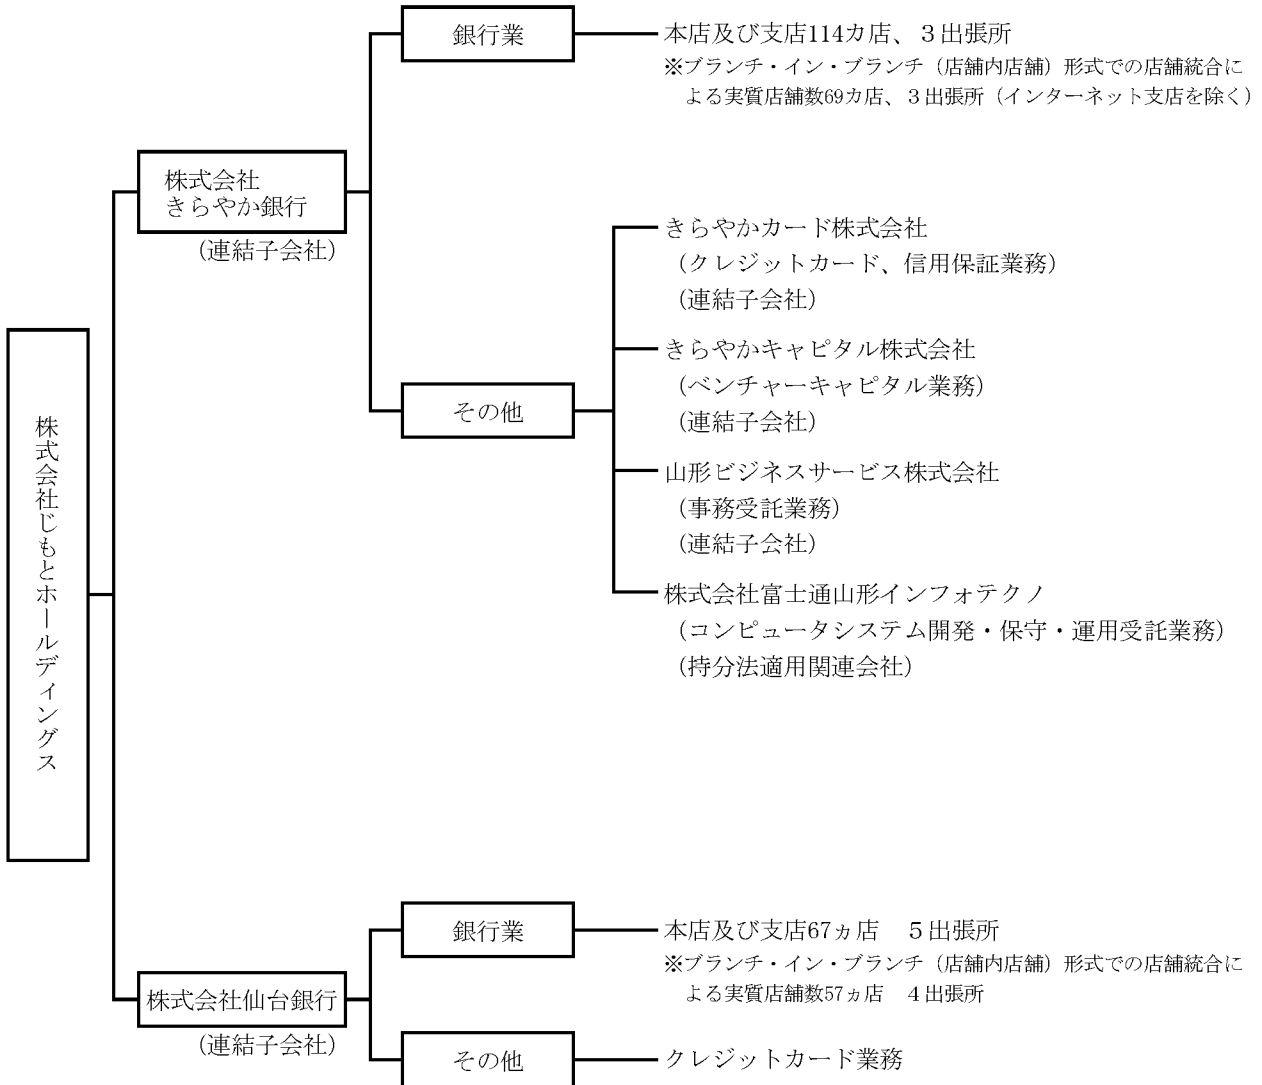 株式会社じもとホールディングス
株式会社
きらやか銀行
（連結子会社）
銀行業
本店及び支店114カ店、３出張所
※ブランチ・イン・ブランチ（店舗内店舗）形式での店舗統合に
よる実質店舗数69カ店、３出張所（インターネット支店を除く）
その他
きらやかカード株式会社
（クレジットカード、信用保証業務）
（連結子会社）
きらやかキャピタル株式会社
（ベンチャーキャピタル業務）
（連結子会社）
山形ビジネスサービス株式会社
（事務受託業務）
（連結子会社）
株式会社富士通山形インフォテクノ
（コンピュータシステム開発・保守・運用受託業務）
（持分法適用関連会社）
株式会社仙台銀行
（連結子会社）
銀行業
本店及び支店67ヵ店　５出張所
※ブランチ・イン・ブランチ（店舗内店舗）形式での店舗統合に
よる実質店舗数57ヵ店　４出張所
その他
クレジットカード業務